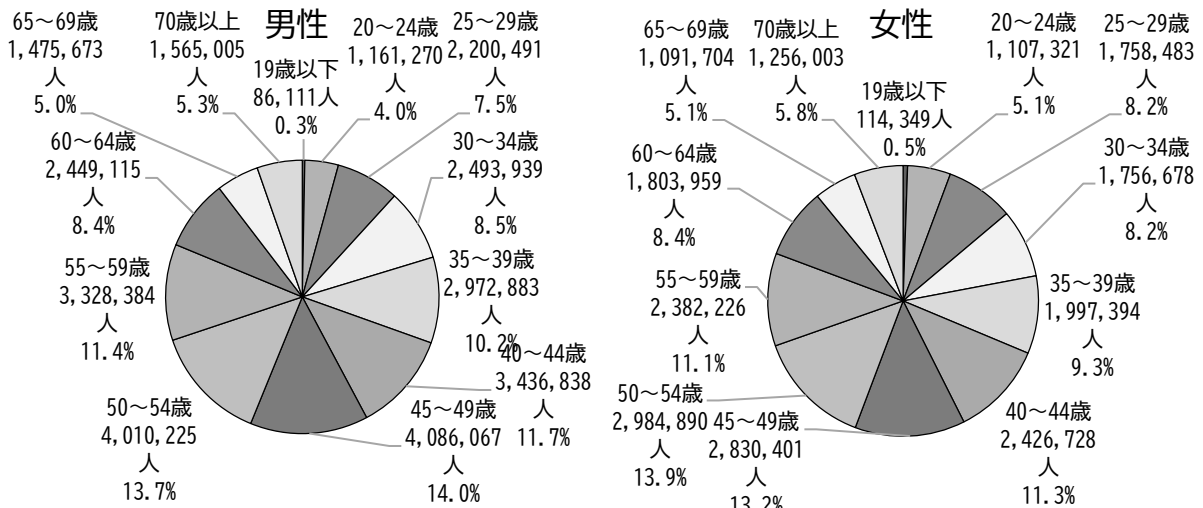 男性
19歳以下
86,111人
0.3%
20～24歳
1,161,270
人
4.0%
25～29歳
2,200,491
人
7.5%
30～34歳
2,493,939
人
8.5%
35～39歳
2,972,883
人
10.2%
40～44歳
3,436,838
人
11.7%
45～49歳
4,086,067
人
14.0%
50～54歳
4,010,225
人
13.7%
55～59歳
3,328,384
人
11.4%
60～64歳
2,449,115
人
8.4%
65～69歳
1,475,673
人
5.0%
70歳以上
1,565,005
人
5.3%
女性
19歳以下
114,349人
0.5%
20～24歳
1,107,321
人
5.1%
25～29歳
1,758,483
人
8.2%
30～34歳
1,756,678
人
8.2%
35～39歳
1,997,394
人
9.3%
40～44歳
2,426,728
人
11.3%
45～49歳
2,830,401
人
13.2%
50～54歳
2,984,890
人
13.9%
55～59歳
2,382,226
人
11.1%
60～64歳
1,803,959
人
8.4%
65～69歳
1,091,704
人
5.1%
70歳以上
1,256,003
人
5.8%